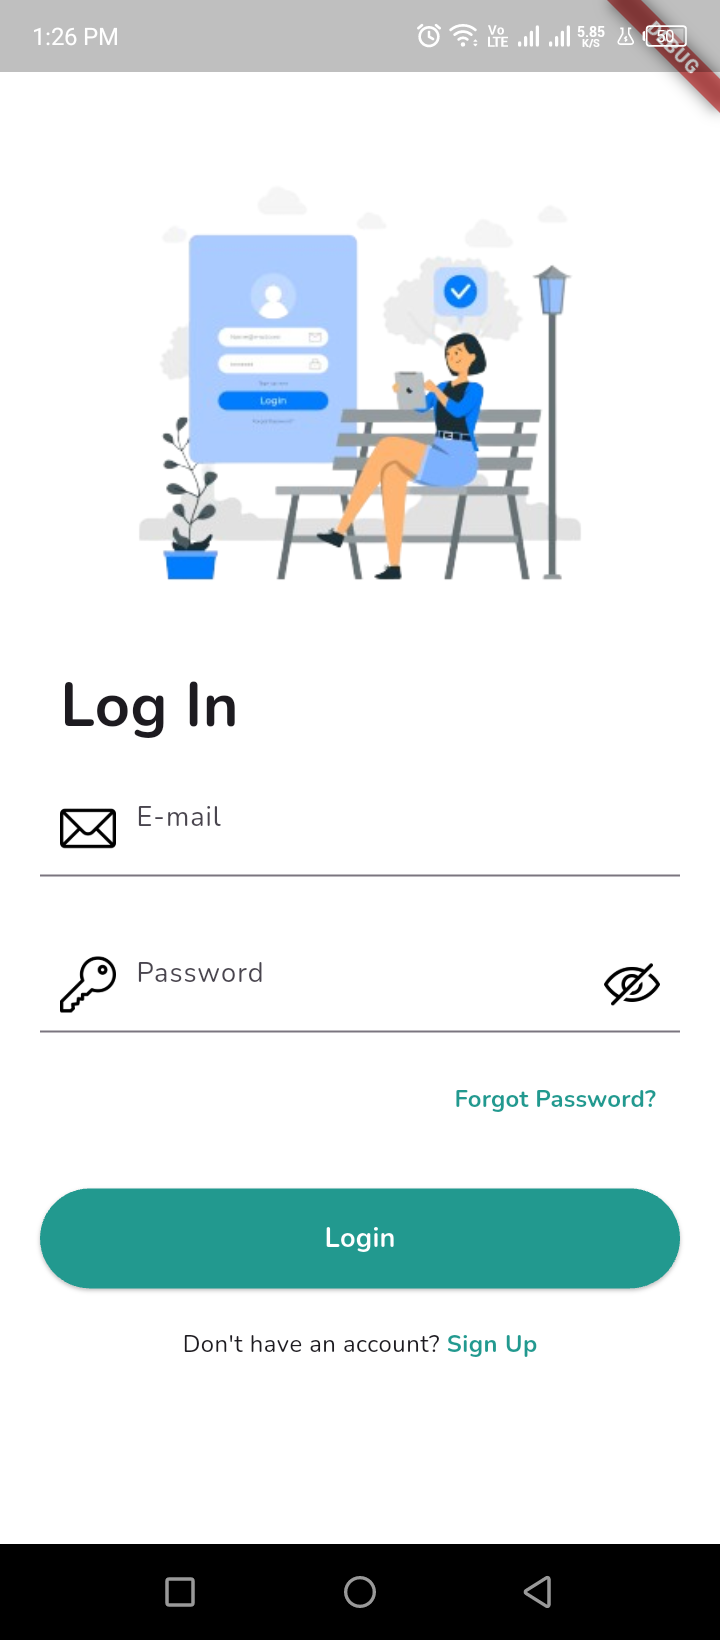 1:26 PM
Vo LTE 5.85 K/S 50
DEBUG
Login
Log In
E-mail
Password
Forgot Password?
Login
Don't have an account? Sign Up